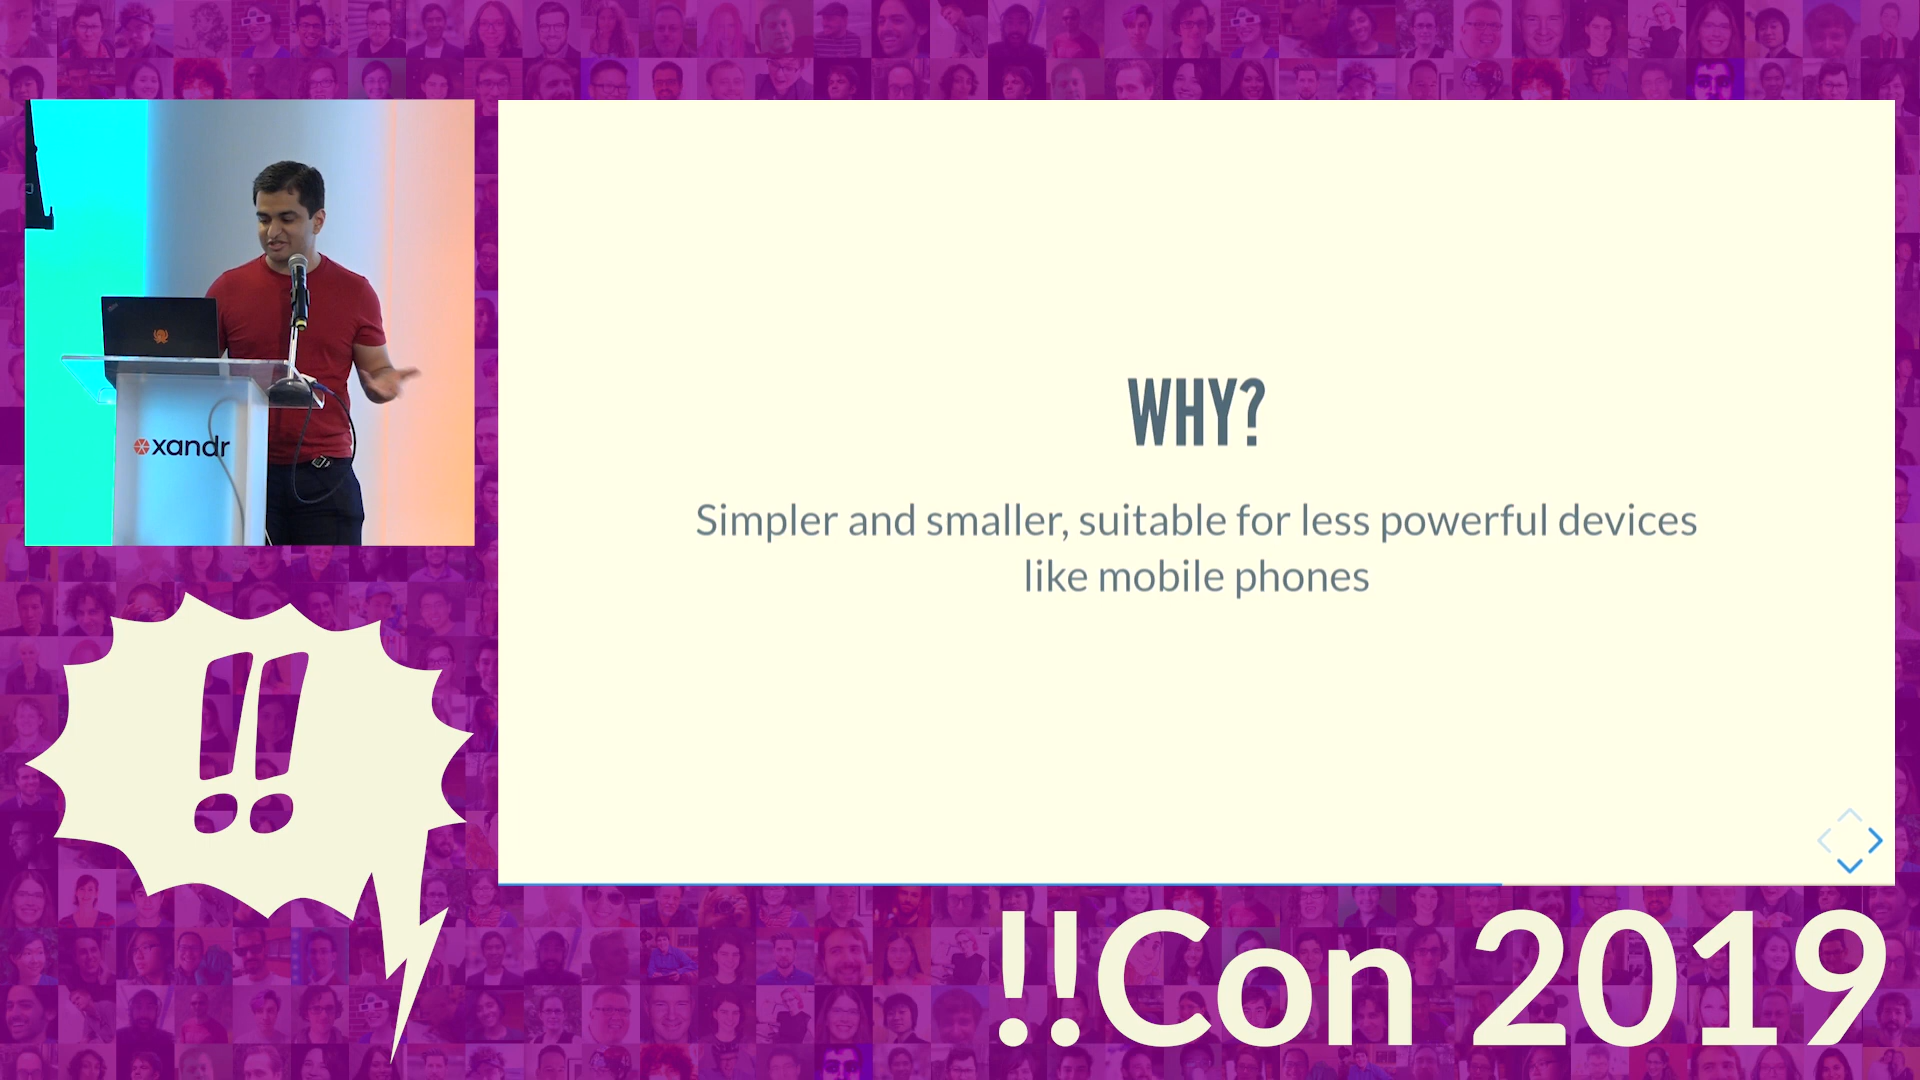 xandr
WHY?
Simpler and smaller, suitable for less powerful devices
like mobile phones
!!
!!Con 2019